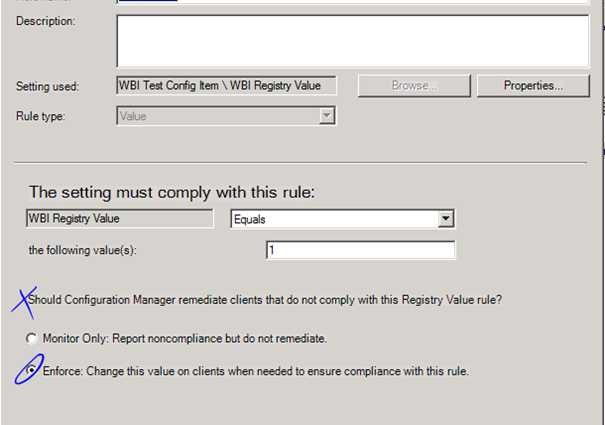 Description:
Setting used: WBI Test Config Item \ WBI Registry Value Browse... Properties...
Rule type: Value
The setting must comply with this rule:
WBI Registry Value Equals
the following value(s): 1
Should Configuration Manager remediate clients that do not comply with this Registry Value rule?
Monitor Only: Report noncompliance but do not remediate.
Enforce: Change this value on clients when needed to ensure compliance with this rule.